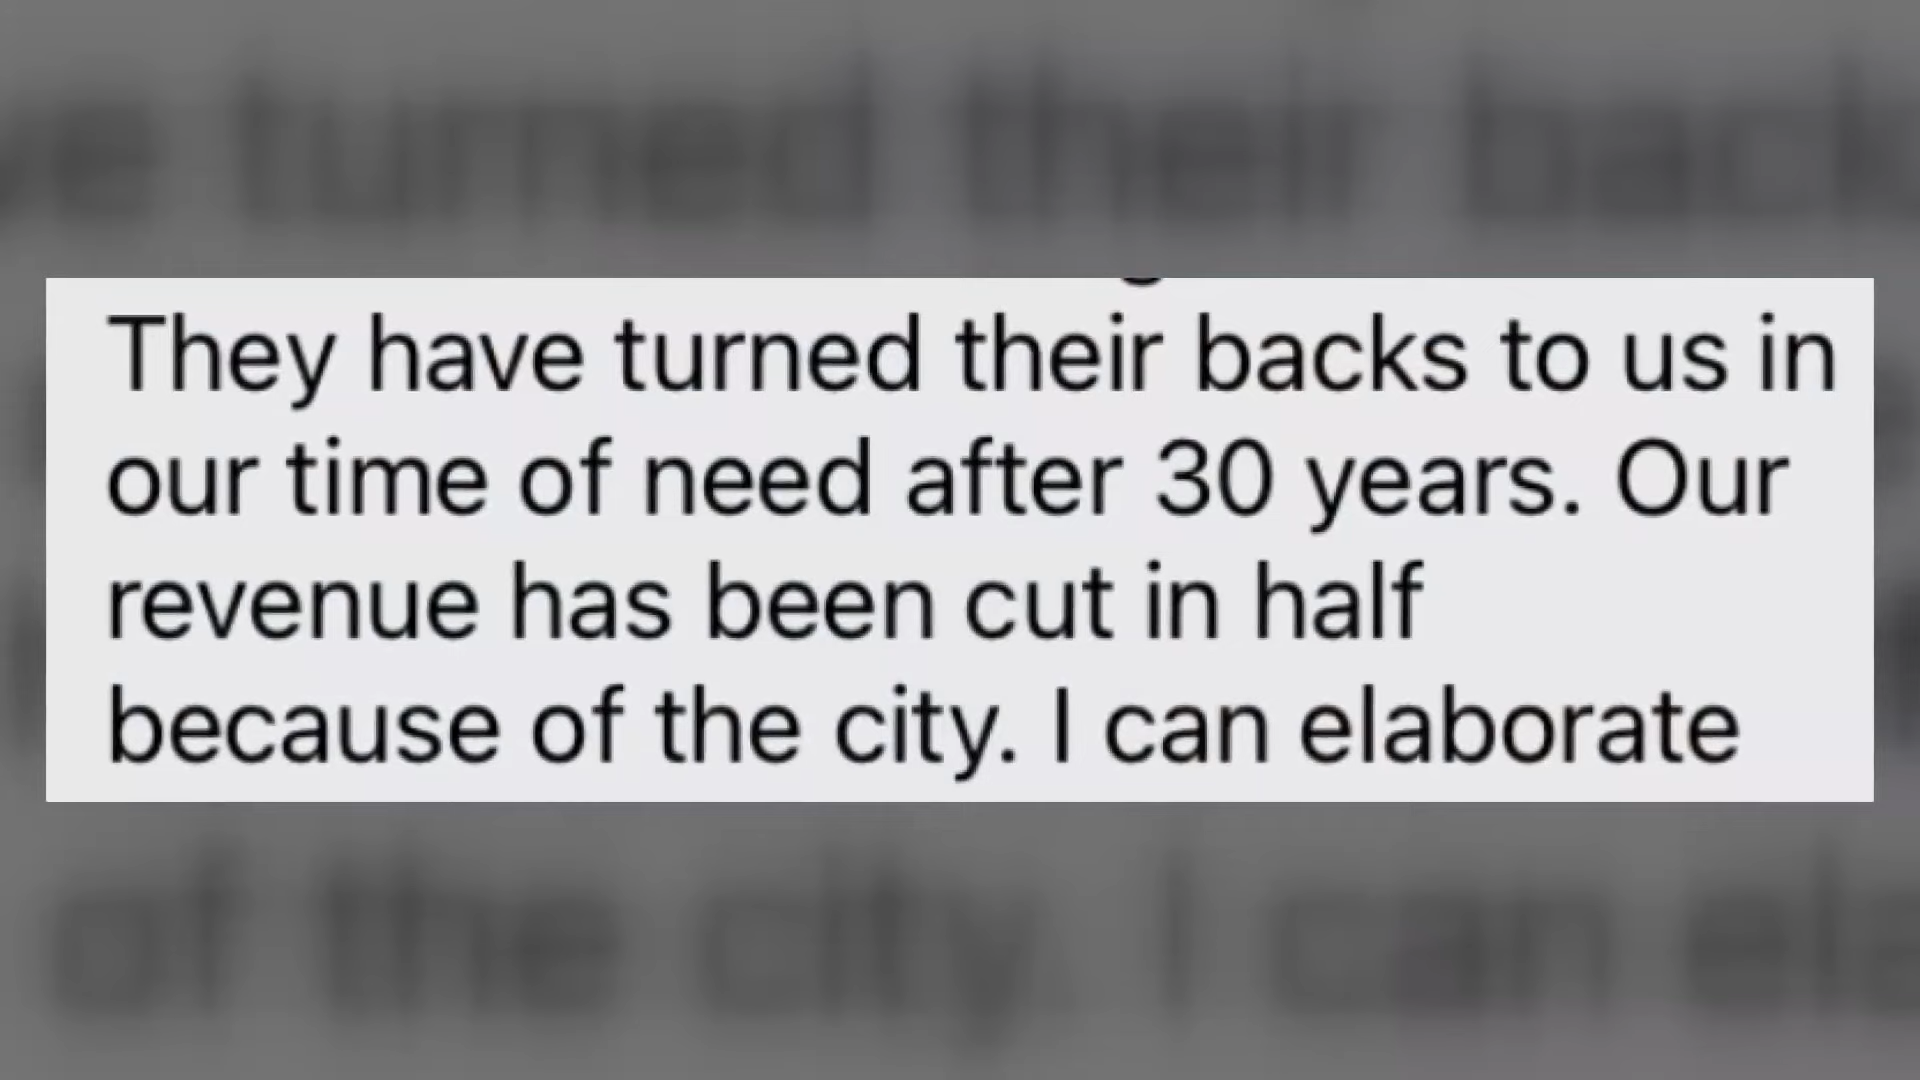 They have turned their backs to us in
our time of need after 30 years. Our
revenue has been cut in half
because of the city. I can elaborate